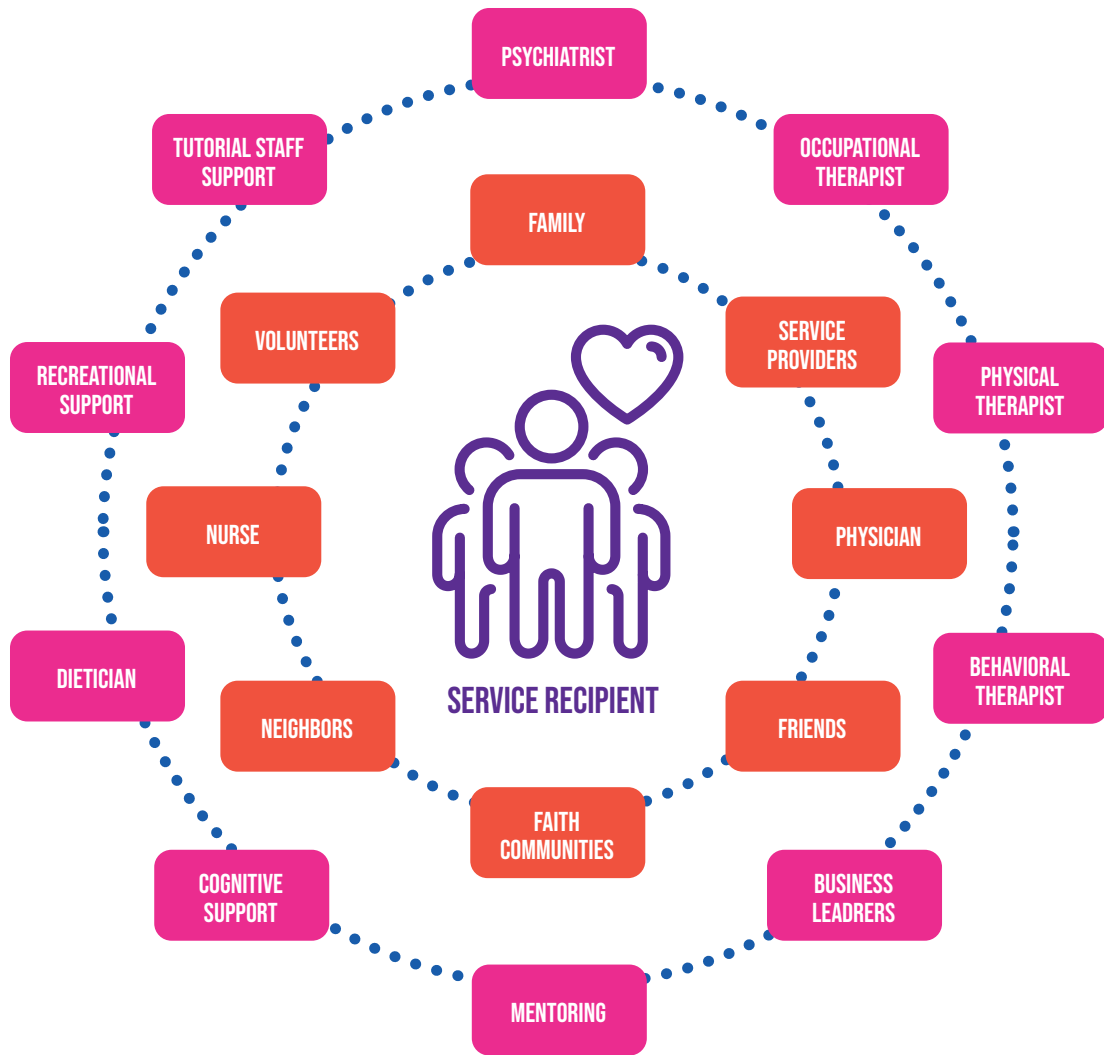 PSYCHIATRIST
TUTORIAL STAFF
SUPPORT
OCCUPATIONAL
THERAPIST
FAMILY
VOLUNTEERS
SERVICE
PROVIDERS
RECREATIONAL
SUPPORT
PHYSICAL
THERAPIST
NURSE
PHYSICIAN
DIETICIAN
BEHAVIORAL
THERAPIST
SERVICE RECIPIENT
NEIGHBORS
FRIENDS
FAITH
COMMUNITIES
COGNITIVE
SUPPORT
BUSINESS
LEADRERS
MENTORING